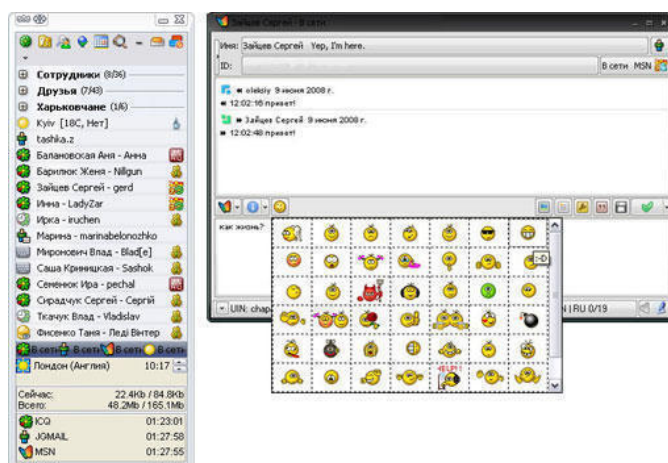 Сотрудники (8/36)
Друзья (7/43)
Харьковчане (1/6)
Kyiv [18C, Нет]
tashka.z
Балановская Аня - Анна
Барилюк Женя - Nillgun
Зайцев Сергей - gerd
Инна - LadyZar
Ирка - iruchen
Марина - marinabelonozhko
Миронович Влад - Blad[e]
Саша Криницкая - Sashok
Семенюк Ира - pechal
Сирадчук Сергей - Сергій
Ткачук Влад - Vladislav
Фисенко Таня - Леді Вінтер
В сети В сети В сети В сети
Лондон (Англия) 10:17
Сейчас: 22.4Kb / 84.8Kb
Всего: 48.2Mb / 165.1Mb
ICQ 01:23:01
JGMAIL 01:27:58
MSN 01:27:55
Зайцев Сергей - В сети
Имя: Зайцев Сергей Yep, I'm here.
ID: В сети MSN
oleksiy 9 июня 2008 г.
12:02:16 привет!
Зайцев Сергей 9 июня 2008 г.
12:02:48 привет!
как жизнь?
:-D
HELP!
UIN: chap
RU 0/19